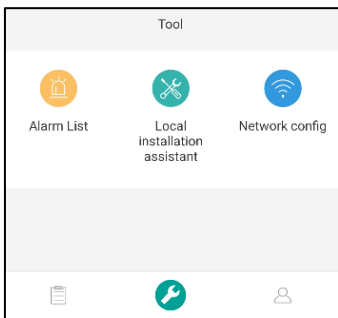 Tool
Alarm List
Local
installation
assistant
Network config